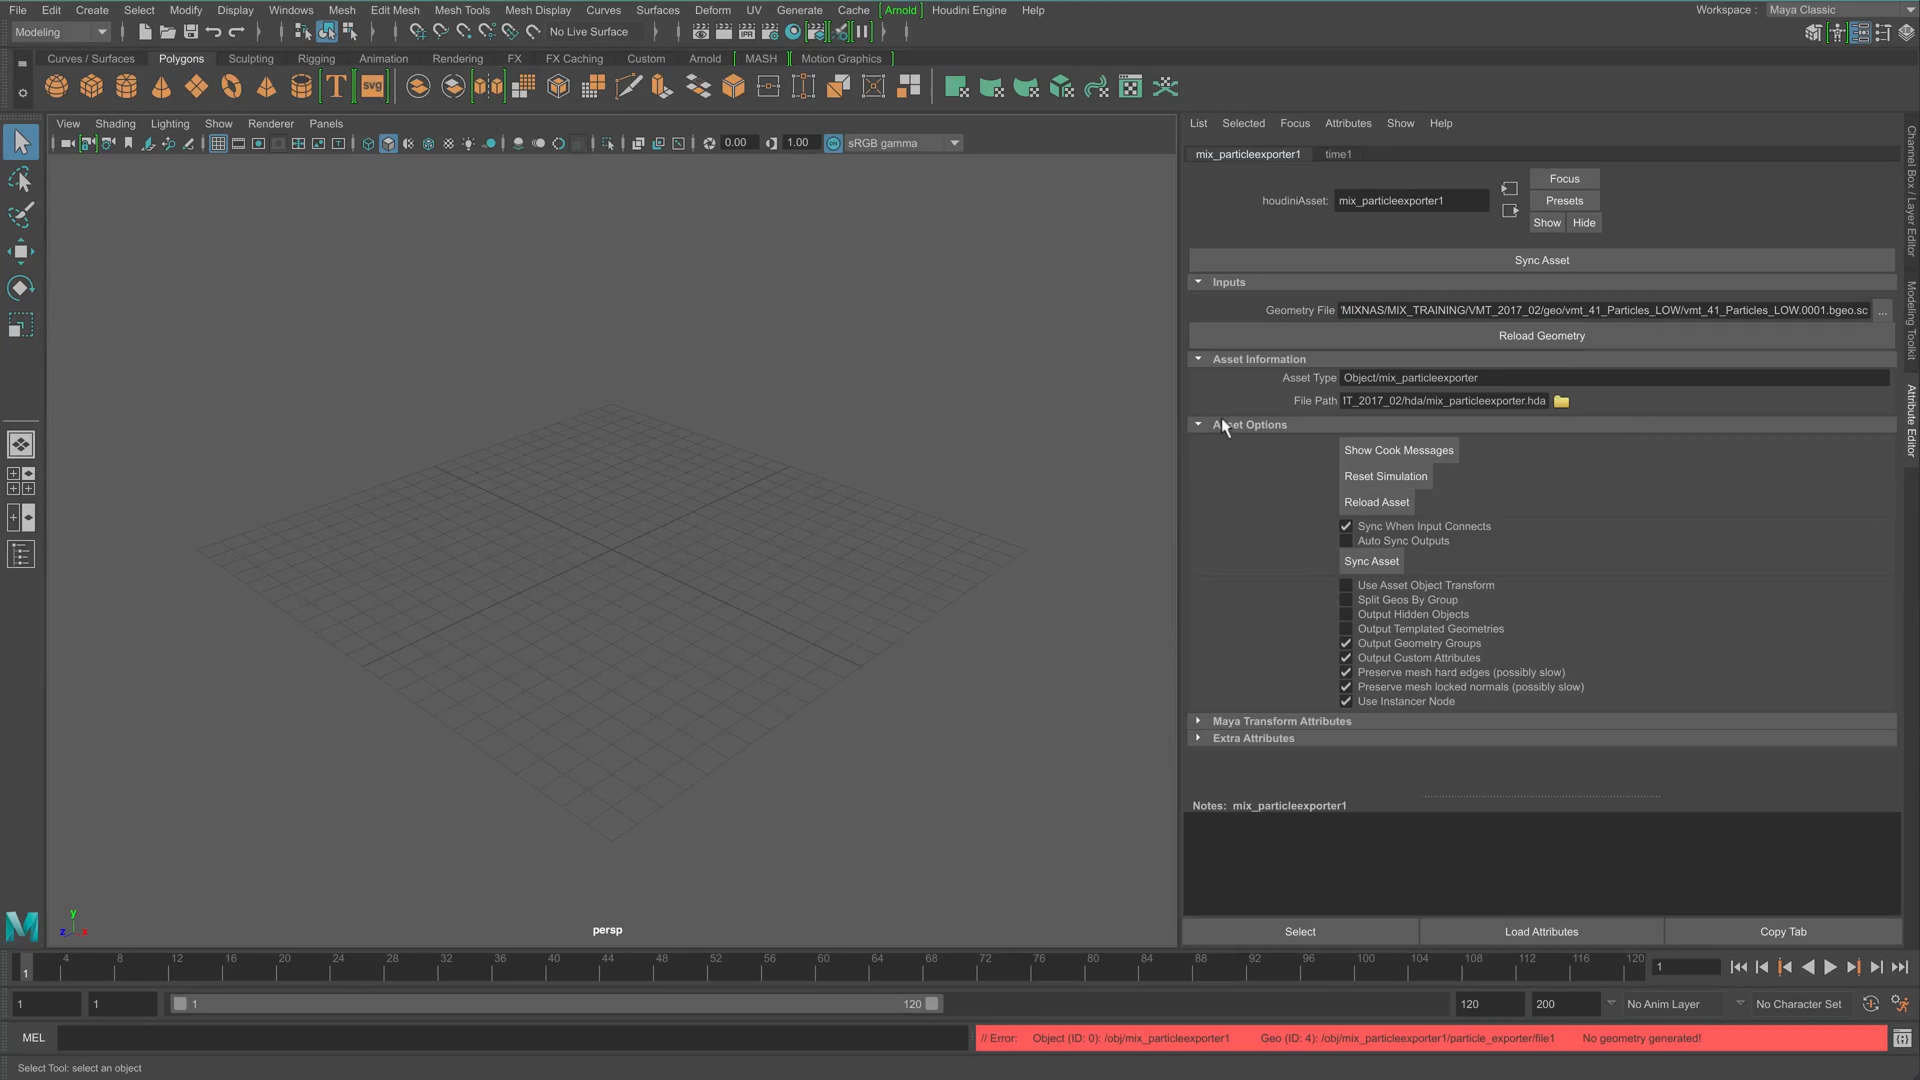 File Edit Create Select Modify Display Windows Mesh Edit Mesh Mesh Tools Mesh Display Curves Surfaces Deform UV Generate Cache Arnold Houdini Engine Help Workspace : Maya Classic
Modeling No Live Surface
Curves / Surfaces Polygons Sculpting Rigging Animation Rendering FX FX Caching Custom Arnold MASH Motion Graphics
T svg
View Shading Lighting Show Renderer Panels
0.00 1.00 ON sRGB gamma
persp
y
z x
List Selected Focus Attributes Show Help
mix_particleexporter1 time1
houdiniAsset: mix_particleexporter1
Focus
Presets
Show Hide
Sync Asset
Inputs
Geometry File 'MIXNAS/MIX_TRAINING/VMT_2017_02/geo/vmt_41_Particles_LOW/vmt_41_Particles_LOW.0001.bgeo.sc ...
Reload Geometry
Asset Information
Asset Type Object/mix_particleexporter
File Path IT_2017_02/hda/mix_particleexporter.hda
Asset Options
Show Cook Messages
Reset Simulation
Reload Asset
Sync When Input Connects
Auto Sync Outputs
Sync Asset
Use Asset Object Transform
Split Geos By Group
Output Hidden Objects
Output Templated Geometries
Output Geometry Groups
Output Custom Attributes
Preserve mesh hard edges (possibly slow)
Preserve mesh locked normals (possibly slow)
Use Instancer Node
Maya Transform Attributes
Extra Attributes
Notes: mix_particleexporter1
Select Load Attributes Copy Tab
Channel Box / Layer Editor
Modeling Toolkit
Attribute Editor
1 4 8 12 16 20 24 28 32 36 40 44 48 52 56 60 64 68 72 76 80 84 88 92 96 100 104 108 112 116 120 1
1 1 1 120 120 200 No Anim Layer No Character Set
MEL // Error: Object (ID: 0): /obj/mix_particleexporter1 Geo (ID: 4): /obj/mix_particleexporter1/particle_exporter/file1 No geometry generated!
Select Tool: select an object